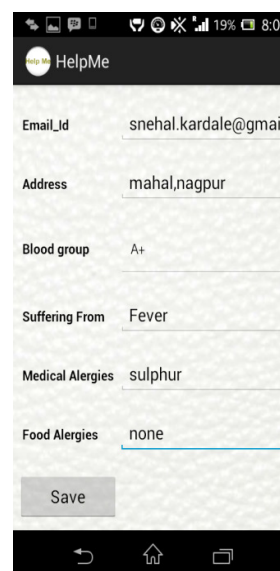 19% 8:0
Help Me HelpMe
Email_Id snehal.kardale@gmai
Address mahal,nagpur
Blood group A+
Suffering From Fever
Medical Alergies sulphur
Food Alergies none
Save